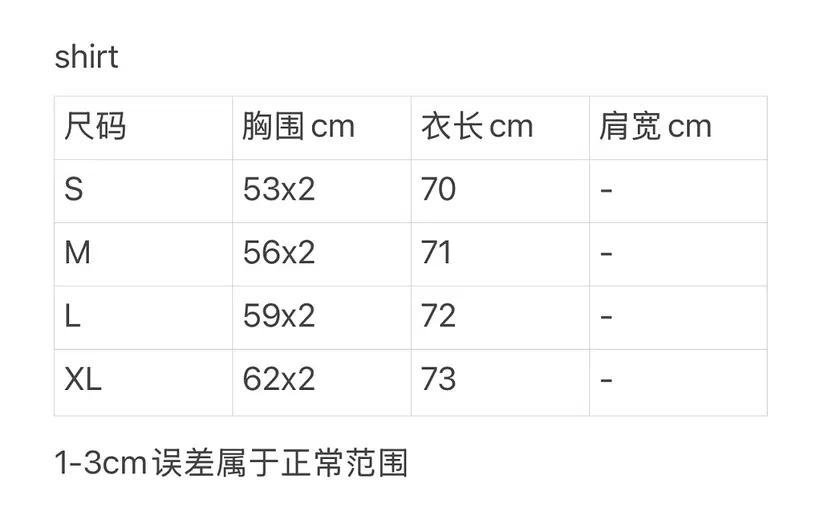 shirt
尺码 胸围cm 衣长cm 肩宽cm
S 53x2 70 -
M 56x2 71 -
L 59x2 72 -
XL 62x2 73 -
1-3cm误差属于正常范围